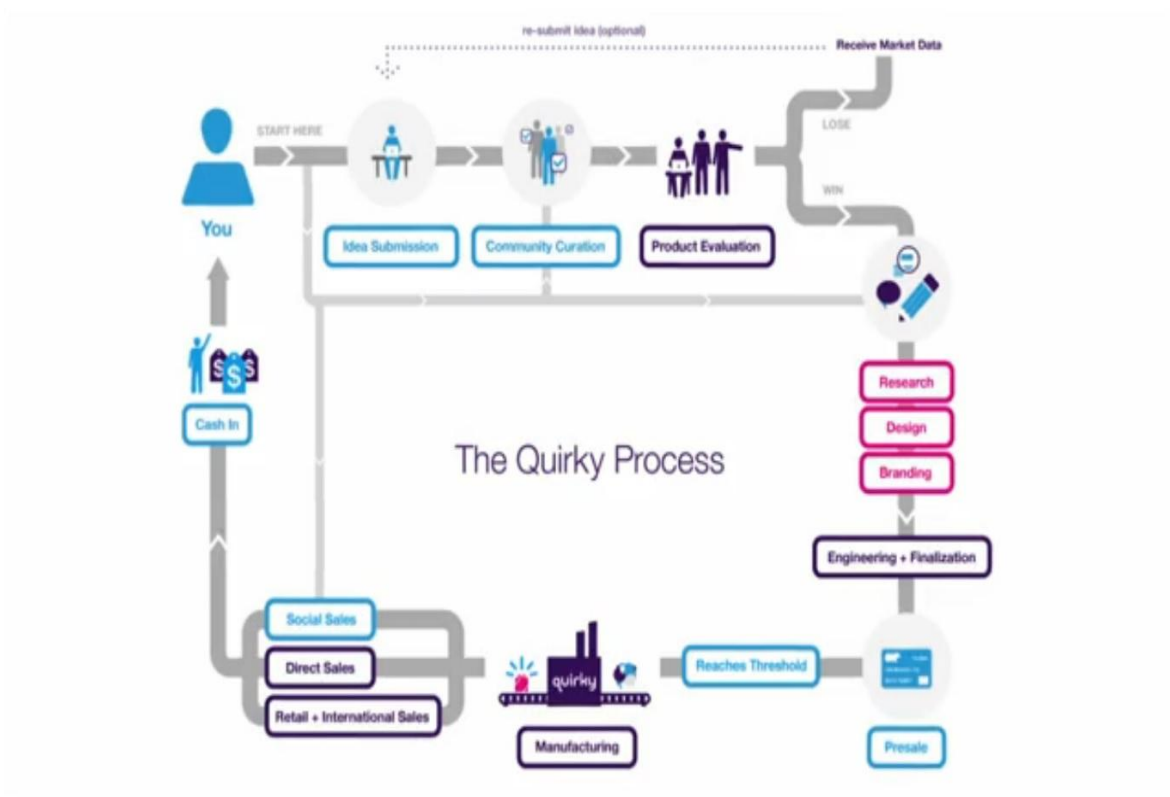 re-submit idea (optional)
Receive Market Data
START HERE
LOSE
WIN
You
Idea Submission
Community Curation
Product Evaluation
$ $ $
Cash In
Research
Design
Branding
The Quirky Process
Engineering + Finalization
Social Sales
Direct Sales
Retail + International Sales
quirky
Reaches Threshold
Manufacturing
Presale